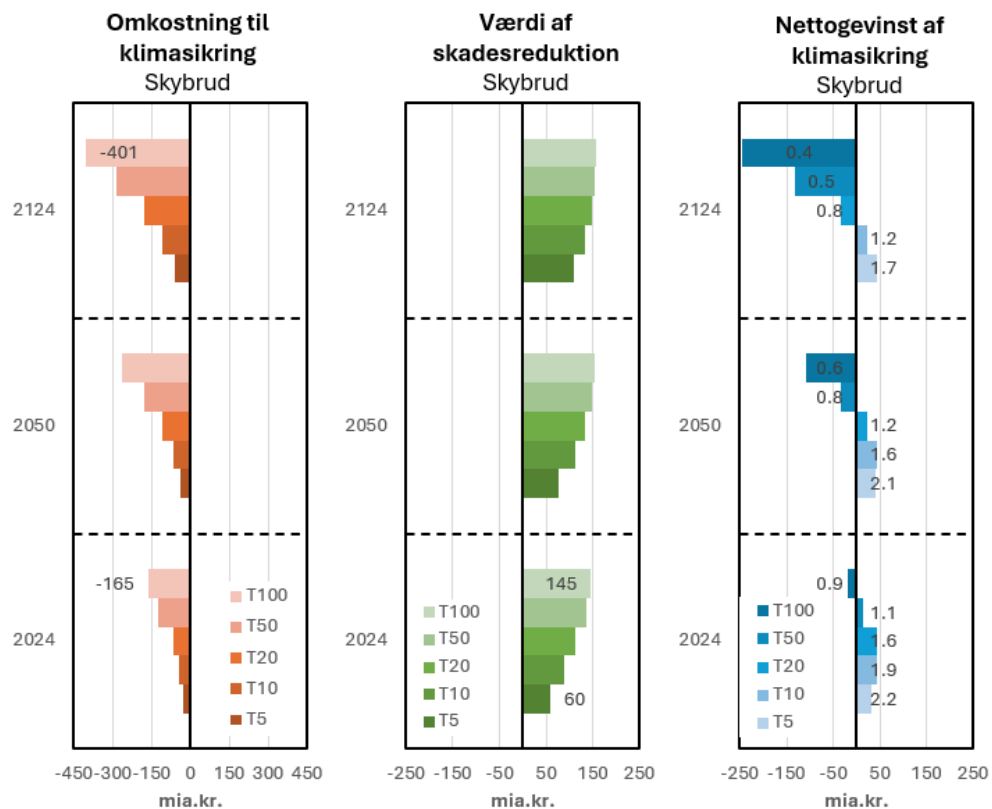 Omkostning til
klimasikring
Skybrud
2124
-401
2050
2024
-165
T100
T50
T20
T10
T5
-450 -300 -150 0 150 300 450
mia.kr.
Værdi af
skadesreduktion
Skybrud
2124
2050
2024
145
60
T100
T50
T20
T10
T5
-250 -150 -50 50 150 250
mia.kr.
Nettogevinst af
klimasikring
Skybrud
2124
0.4
0.5
0.8
1.2
1.7
2050
0.6
0.8
1.2
1.6
2.1
2024
0.9
1.1
1.6
1.9
2.2
T100
T50
T20
T10
T5
-250 -150 -50 50 150 250
mia.kr.